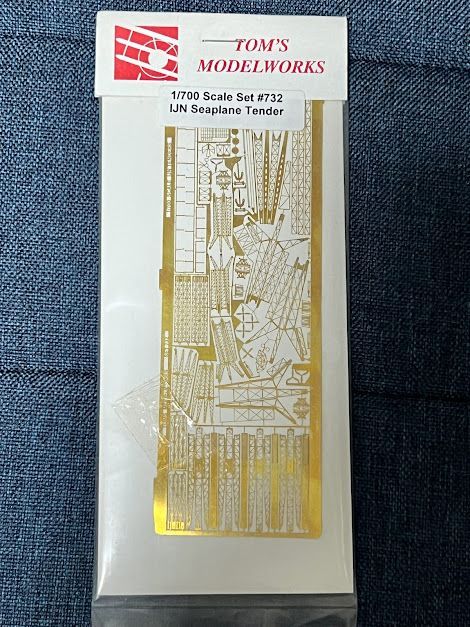 TOM'S
MODELWORKS
1/700 Scale Set #732
IJN Seaplane Tender